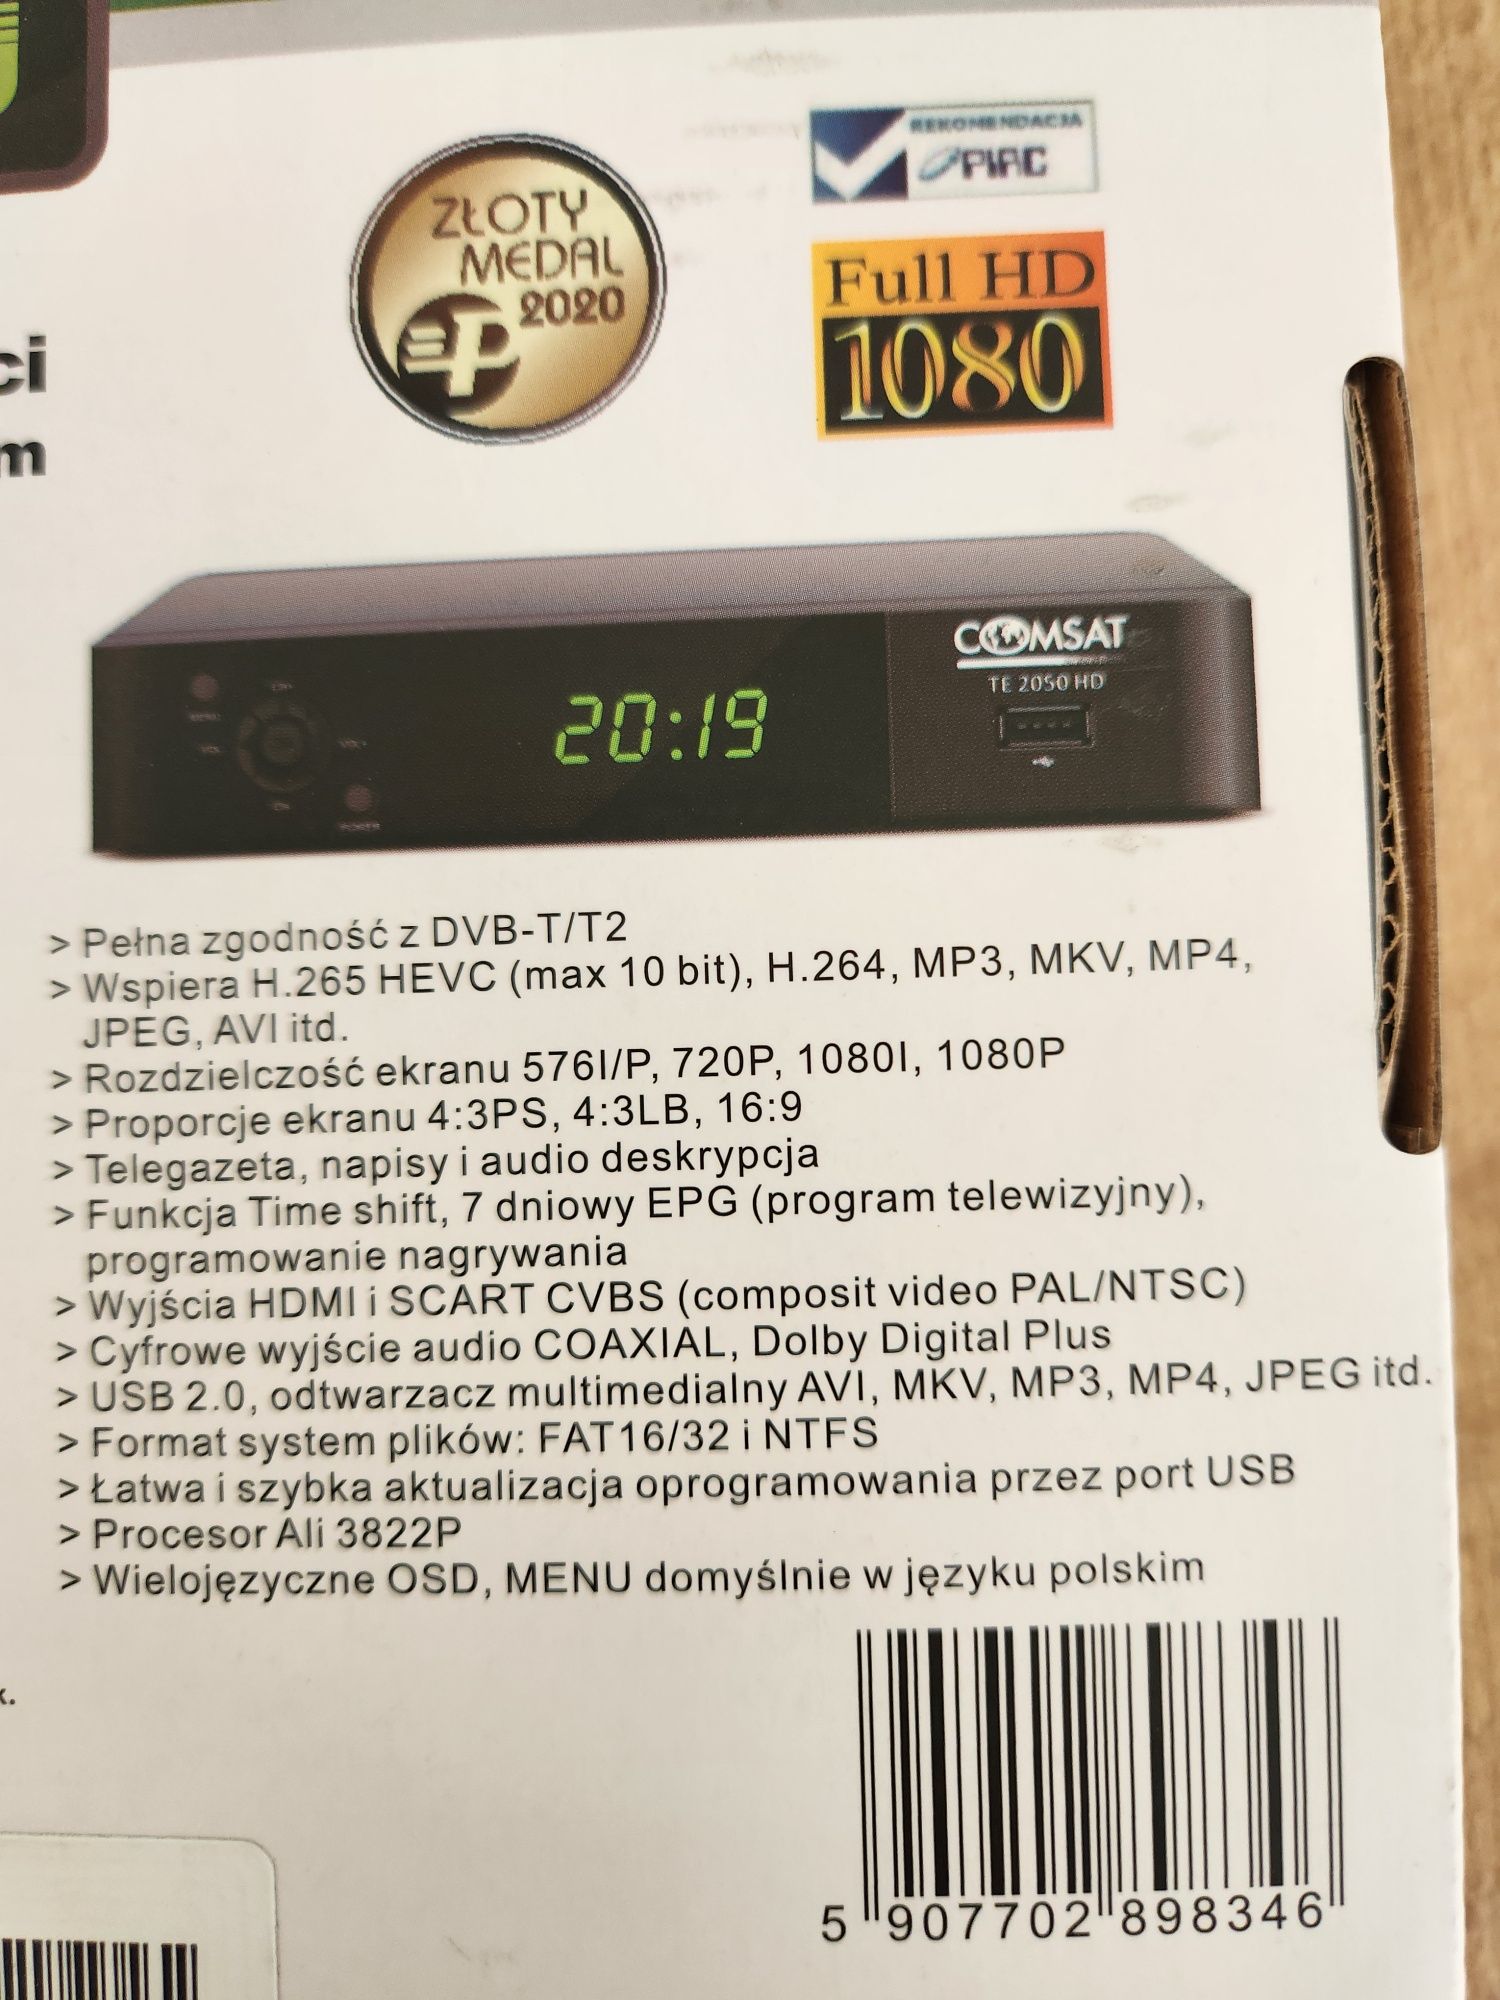 REKOMENDACJA
PIRC
ZŁOTY
MEDAL
2020
Full HD
1080
ci
m
COMSAT
TE 2050 HD
20:19
> Pełna zgodność z DVB-T/T2
> Wspiera H.265 HEVC (max 10 bit), H.264, MP3, MKV, MP4,
JPEG, AVI itd.
> Rozdzielczość ekranu 576I/P, 720P, 1080I, 1080P
> Proporcje ekranu 4:3PS, 4:3LB, 16:9
> Telegazeta, napisy i audio deskrypcja
> Funkcja Time shift, 7 dniowy EPG (program telewizyjny),
programowanie nagrywania
> Wyjścia HDMI i SCART CVBS (composit video PAL/NTSC)
> Cyfrowe wyjście audio COAXIAL, Dolby Digital Plus
> USB 2.0, odtwarzacz multimedialny AVI, MKV, MP3, MP4, JPEG itd.
> Format system plików: FAT16/32 i NTFS
> Łatwa i szybka aktualizacja oprogramowania przez port USB
> Procesor Ali 3822P
> Wielojęzyczne OSD, MENU domyślnie w języku polskim
5 907702 898346